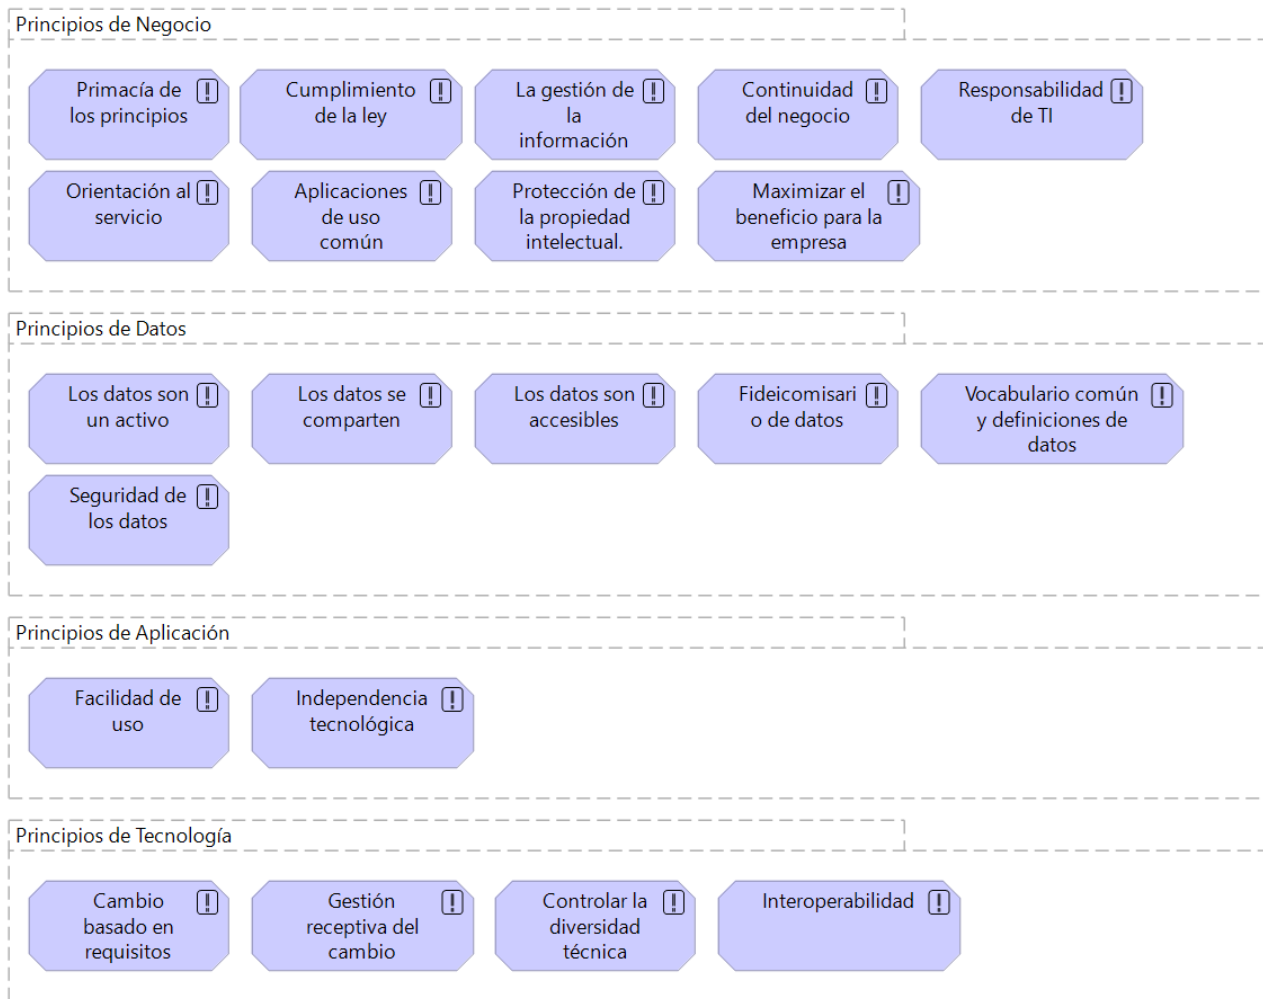 Principios de Negocio
Primacía de
los principios
Cumplimiento
de la ley
La gestión de
la
información
Continuidad
del negocio
Responsabilidad
de TI
Orientación al
servicio
Aplicaciones
de uso
común
Protección de
la propiedad
intelectual.
Maximizar el
beneficio para la
empresa
Principios de Datos
Los datos son
un activo
Los datos se
comparten
Los datos son
accesibles
Fideicomisari
o de datos
Vocabulario común
y definiciones de
datos
Seguridad de
los datos
Principios de Aplicación
Facilidad de
uso
Independencia
tecnológica
Principios de Tecnología
Cambio
basado en
requisitos
Gestión
receptiva del
cambio
Controlar la
diversidad
técnica
Interoperabilidad